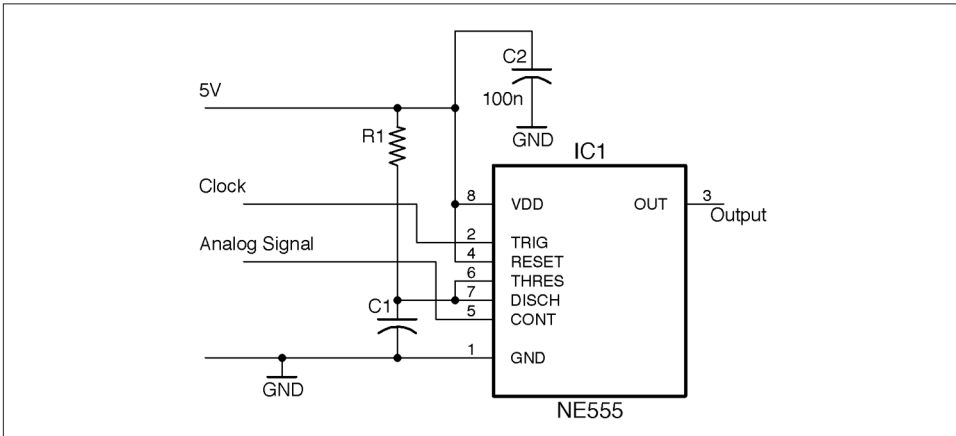 C2
5V
100n
R1
GND
IC1
Clock
8
VDD
OUT
3
Output
2
TRIG
Analog Signal
4
RESET
6
THRES
7
DISCH
C1
5
CONT
1
GND
GND
NE555